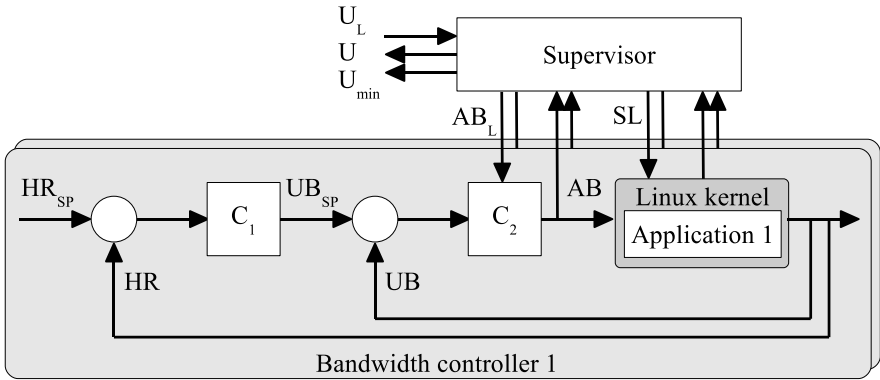 U_L
U
U_min
Supervisor
AB_L
SL
HR_SP
C_1
UB_SP
C_2
AB
Linux kernel
Application 1
HR
UB
Bandwidth controller 1